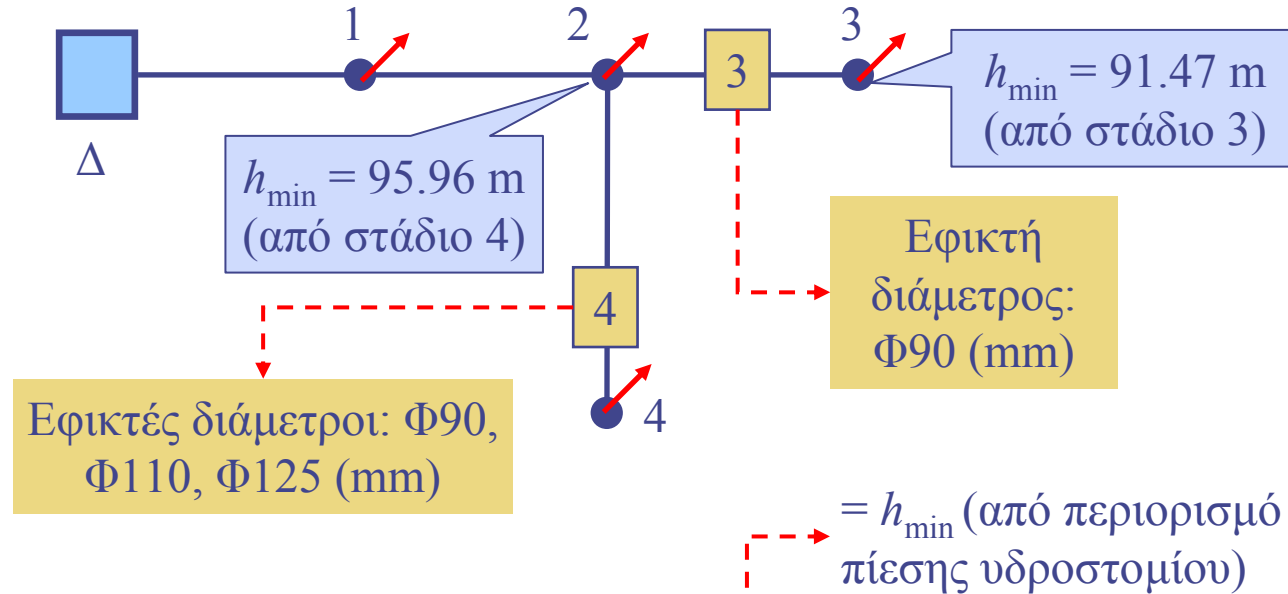 1
2
3
Δ
3
h_min = 91.47 m
(από στάδιο 3)
h_min = 95.96 m
(από στάδιο 4)
Εφικτή
διάμετρος:
Φ90 (mm)
4
Εφικτές διάμετροι: Φ90,
Φ110, Φ125 (mm)
4
= h_min (από περιορισμό
πίεσης υδροστομίου)